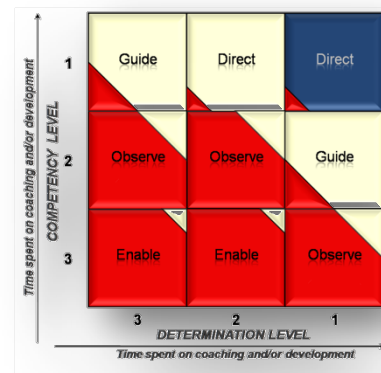 Time spent on coaching and/or development
COMPETENCY LEVEL
1 Guide Direct Direct
2 Observe Observe Guide
3 Enable Enable Observe
3 2 1
DETERMINATION LEVEL
Time spent on coaching and/or development